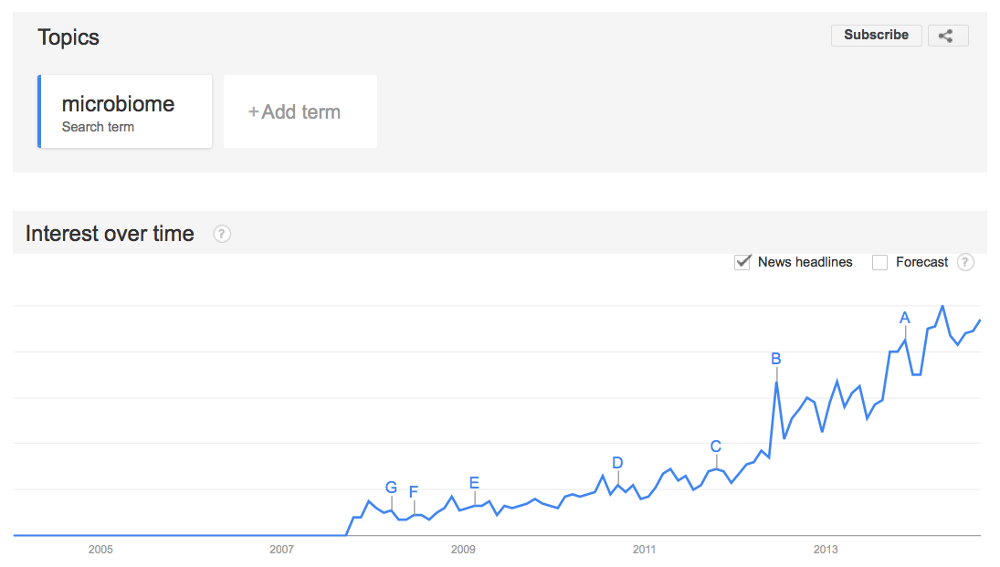 Topics
Subscribe
microbiome
Search term
+Add term
Interest over time ?
News headlines Forecast ?
A
B
C
D
E
G F
2005 2007 2009 2011 2013